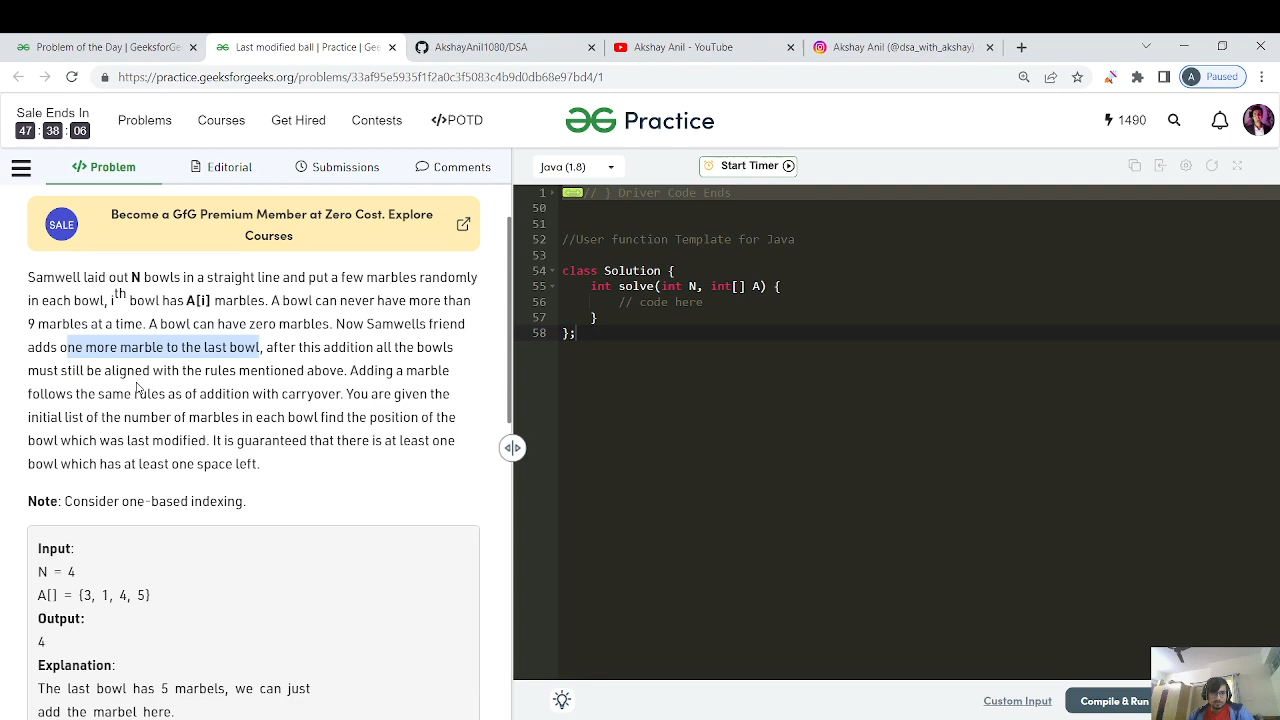 Problem of the Day | GeeksforGe
Last modified ball | Practice | Gee
AkshayAnil1080/DSA
Akshay Anil - YouTube
Akshay Anil (@dsa_with_akshay)
https://practice.geeksforgeeks.org/problems/33af95e5935f1f2a0c3f5083c4b9d0db68e97bd4/1
A Paused
Sale Ends In
47 : 38 : 06
Problems
Courses
Get Hired
Contests
</>POTD
Practice
1490
</> Problem
Editorial
Submissions
Comments
Java (1.8)
Start Timer
SALE
Become a GfG Premium Member at Zero Cost. Explore
Courses
Samwell laid out N bowls in a straight line and put a few marbles randomly
in each bowl, ith bowl has A[i] marbles. A bowl can never have more than
9 marbles at a time. A bowl can have zero marbles. Now Samwells friend
adds one more marble to the last bowl, after this addition all the bowls
must still be aligned with the rules mentioned above. Adding a marble
follows the same rules as of addition with carryover. You are given the
initial list of the number of marbles in each bowl find the position of the
bowl which was last modified. It is guaranteed that there is at least one
bowl which has at least one space left.
Note: Consider one-based indexing.
Input:
N = 4
A[] = {3, 1, 4, 5}
Output:
4
Explanation:
The last bowl has 5 marbels, we can just
add the marbel here.
1 // } Driver Code Ends
50
51
52 //User function Template for Java
53
54 class Solution {
55 int solve(int N, int[] A) {
56 // code here
57 }
58 };
Custom Input
Compile & Run